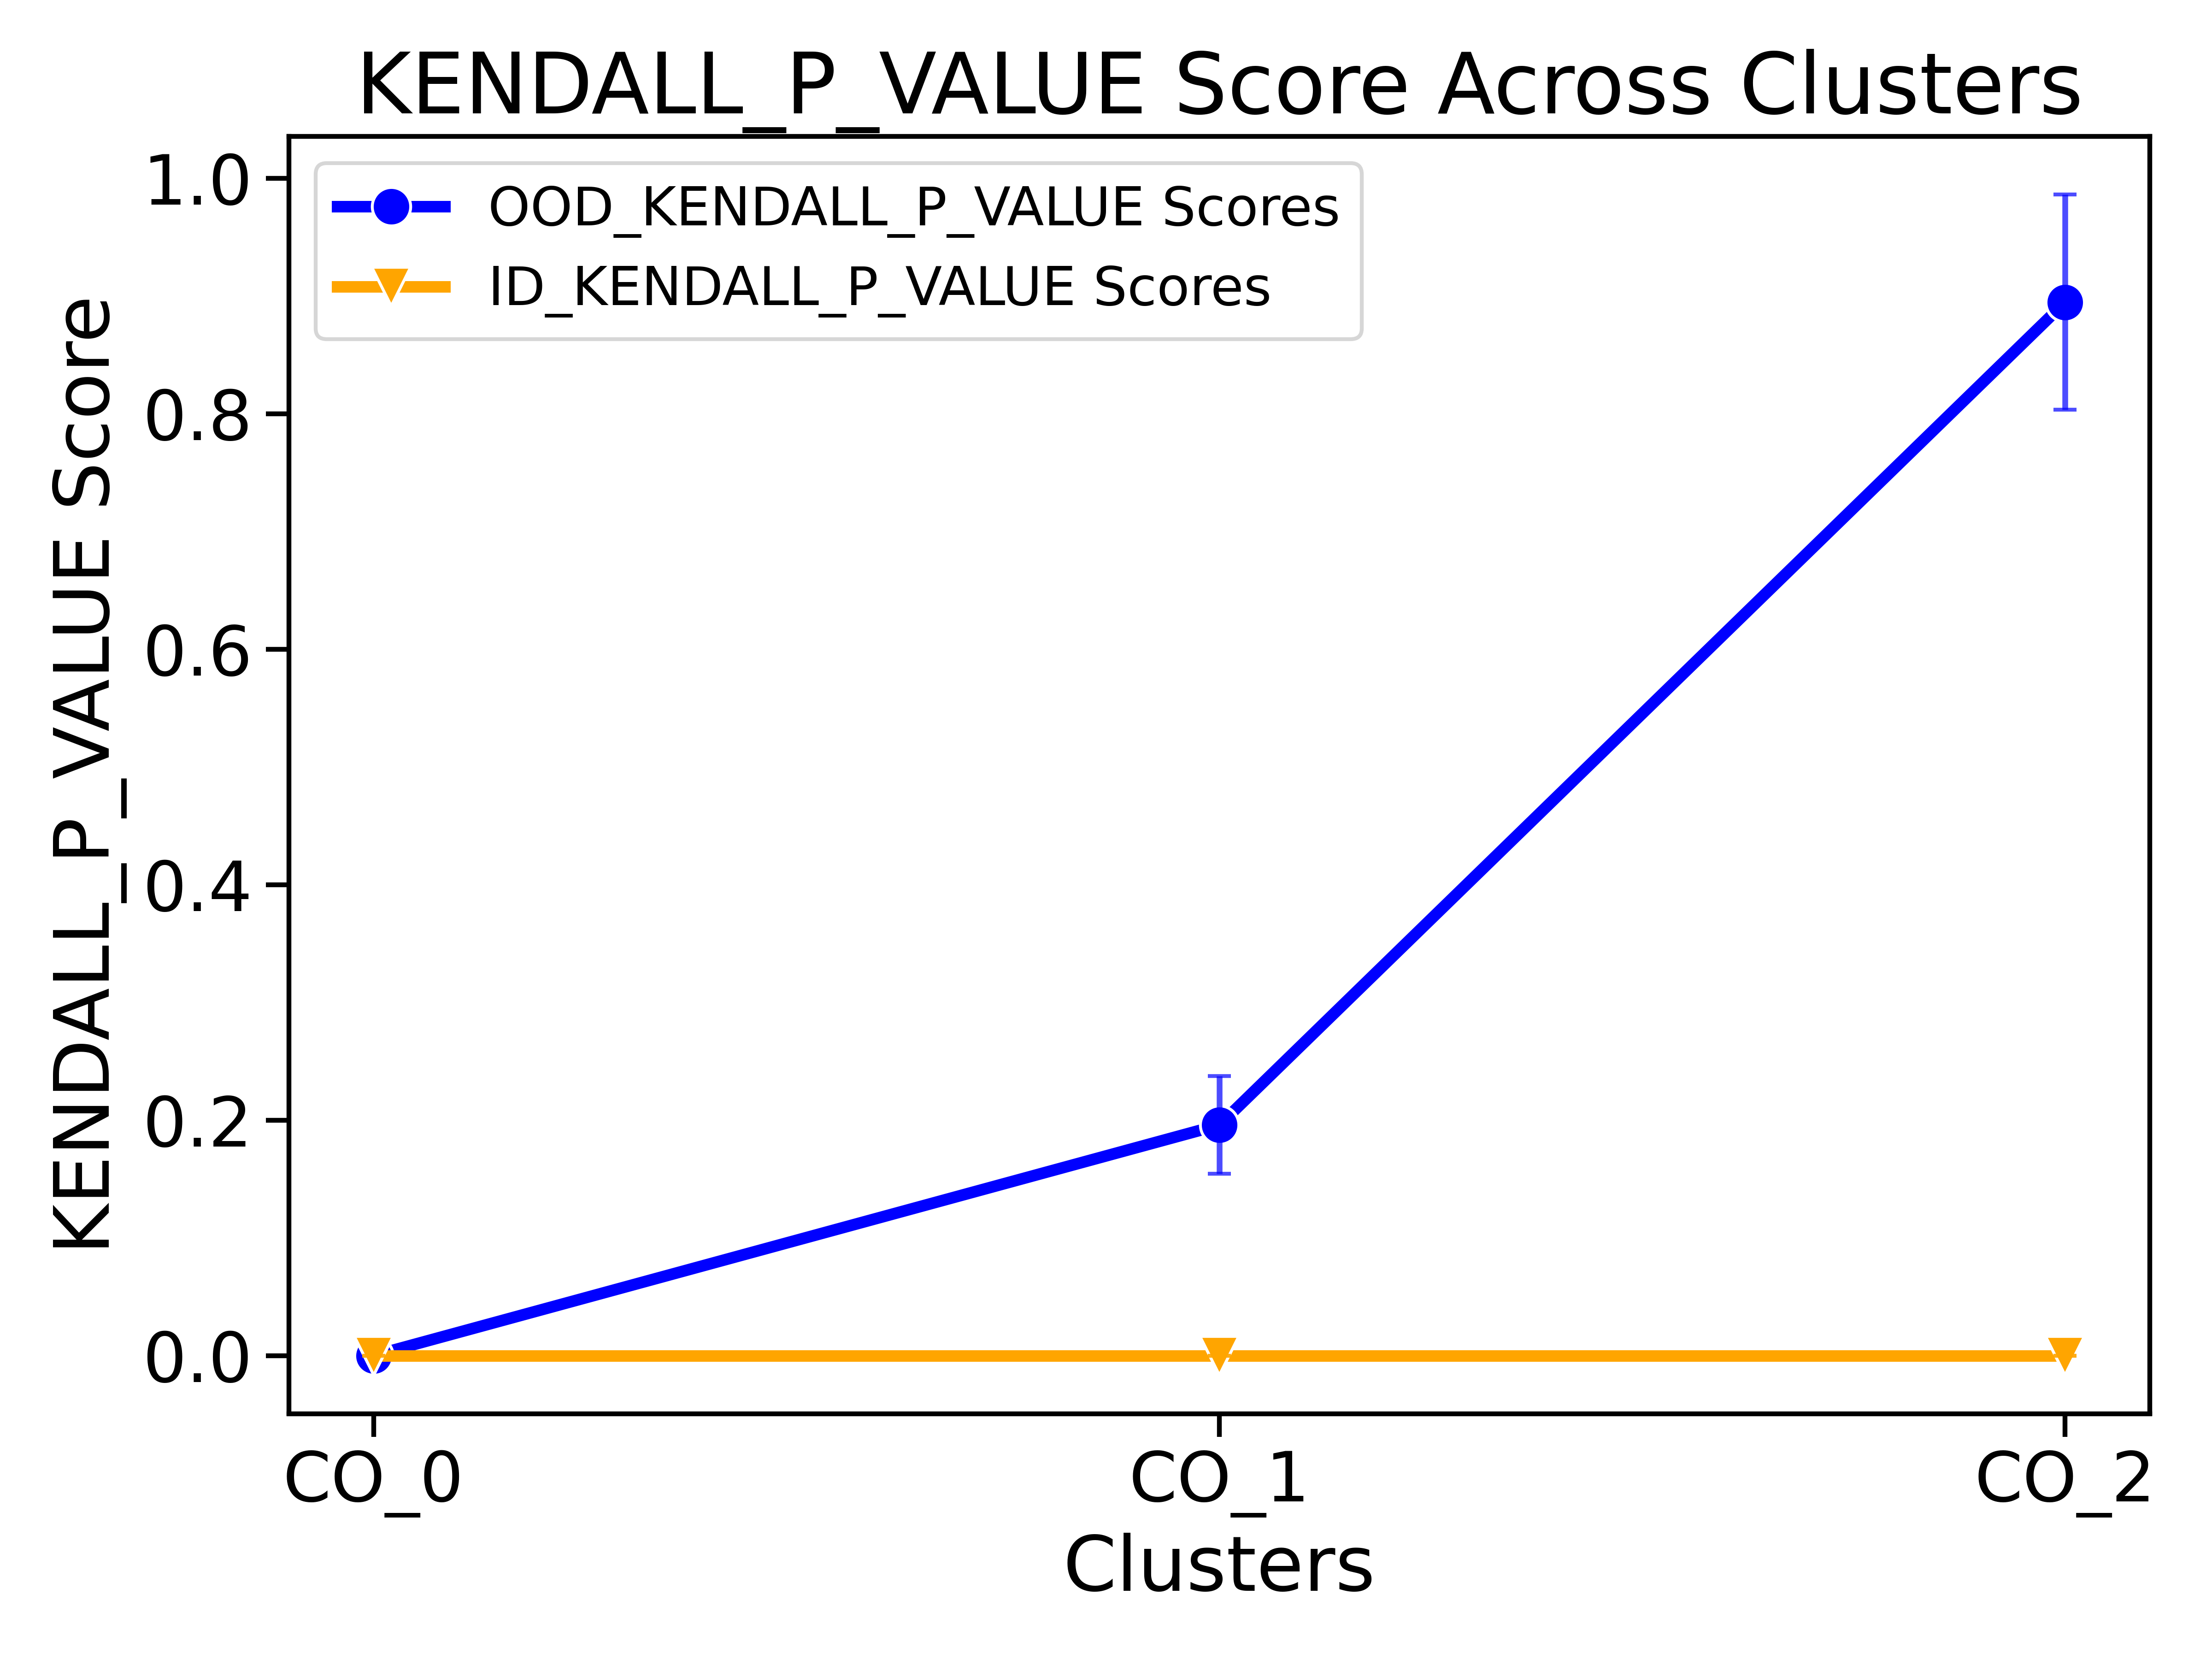 KENDALL_P_VALUE Score Across Clusters
OOD_KENDALL_P_VALUE Scores
ID_KENDALL_P_VALUE Scores
KENDALL_P_VALUE Score
1.0
0.8
0.6
0.4
0.2
0.0
CO_0 CO_1 CO_2
Clusters